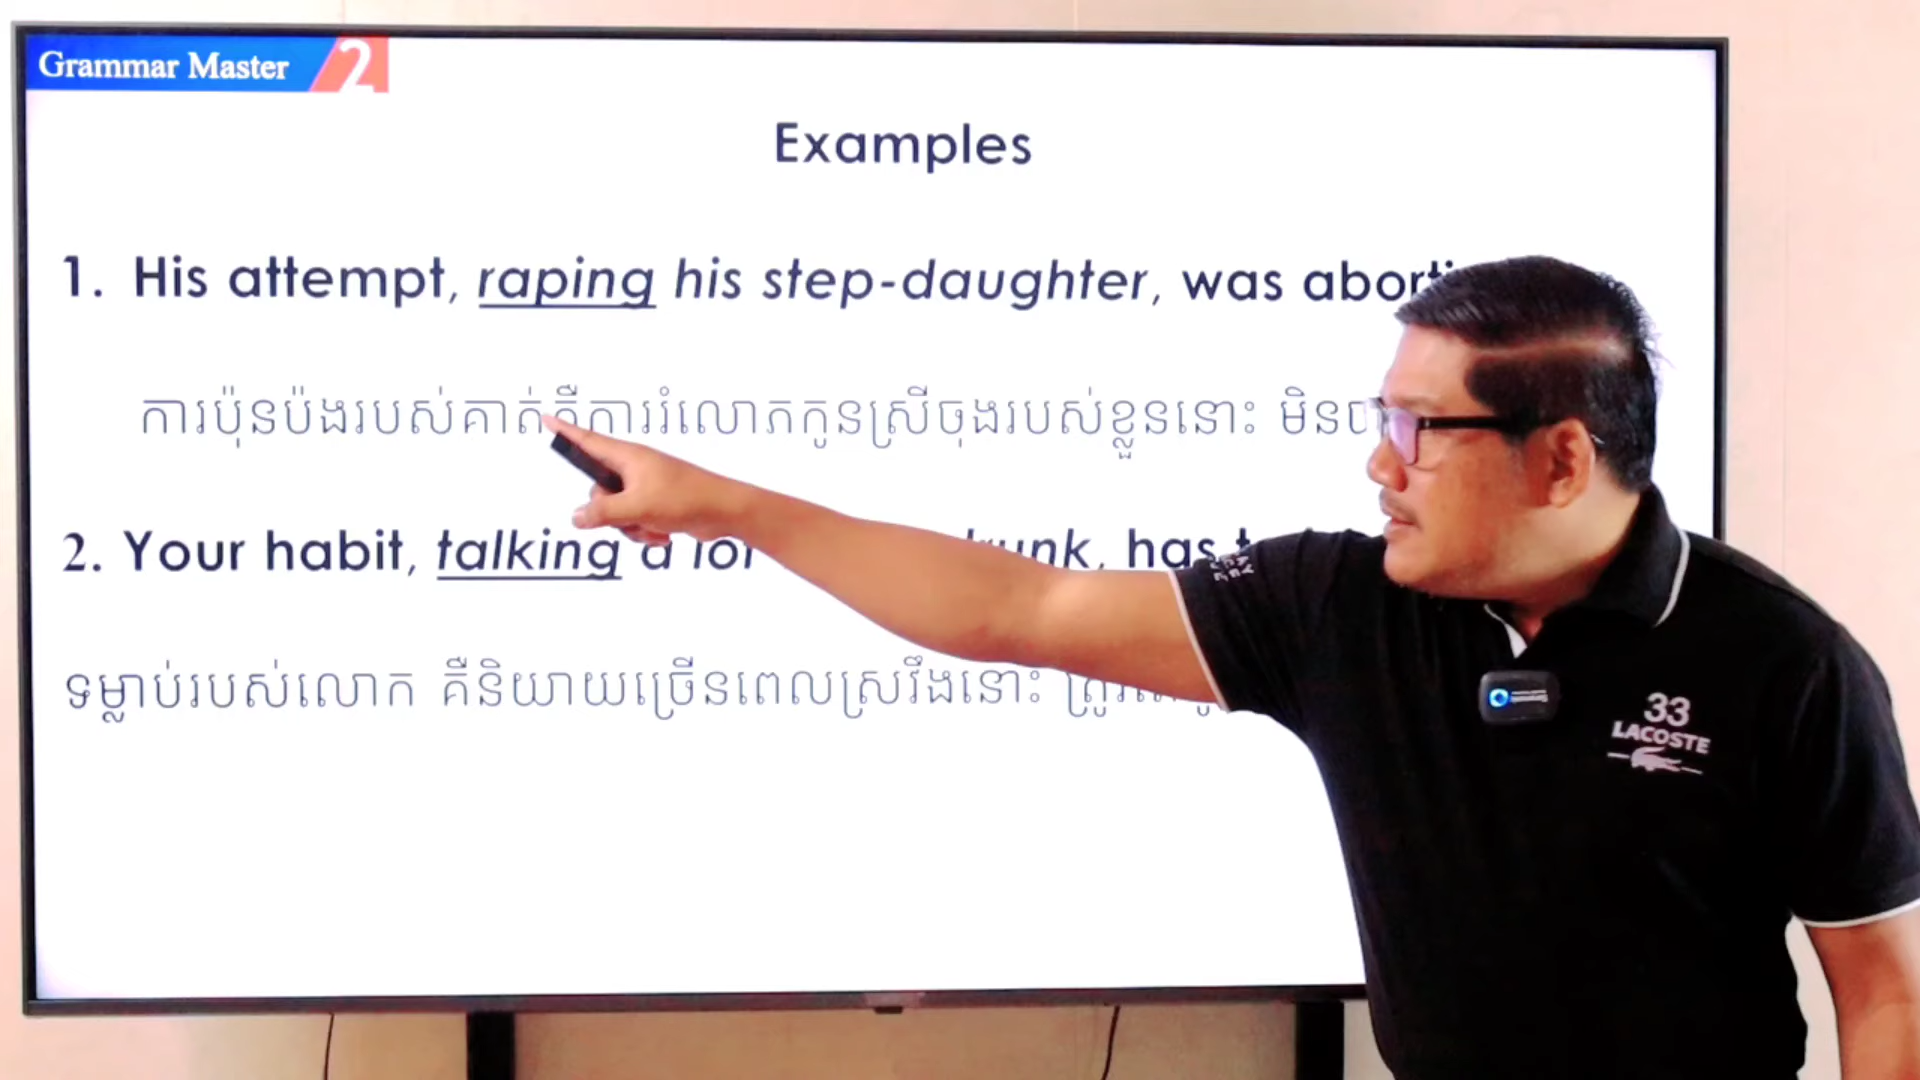 Grammar Master 2
Examples
1. His attempt, raping his step-daughter, was
ការប៉ុនប៉ងរបស់គាត់គឺការរំលោភកូនស្រីចុងរបស់ខ្លួននោះ
2. Your habit, talking a has
ទម្លាប់របស់លោក គឺនិយាយច្រើនពេលស្រវឹងនោះ
33
LACOSTE